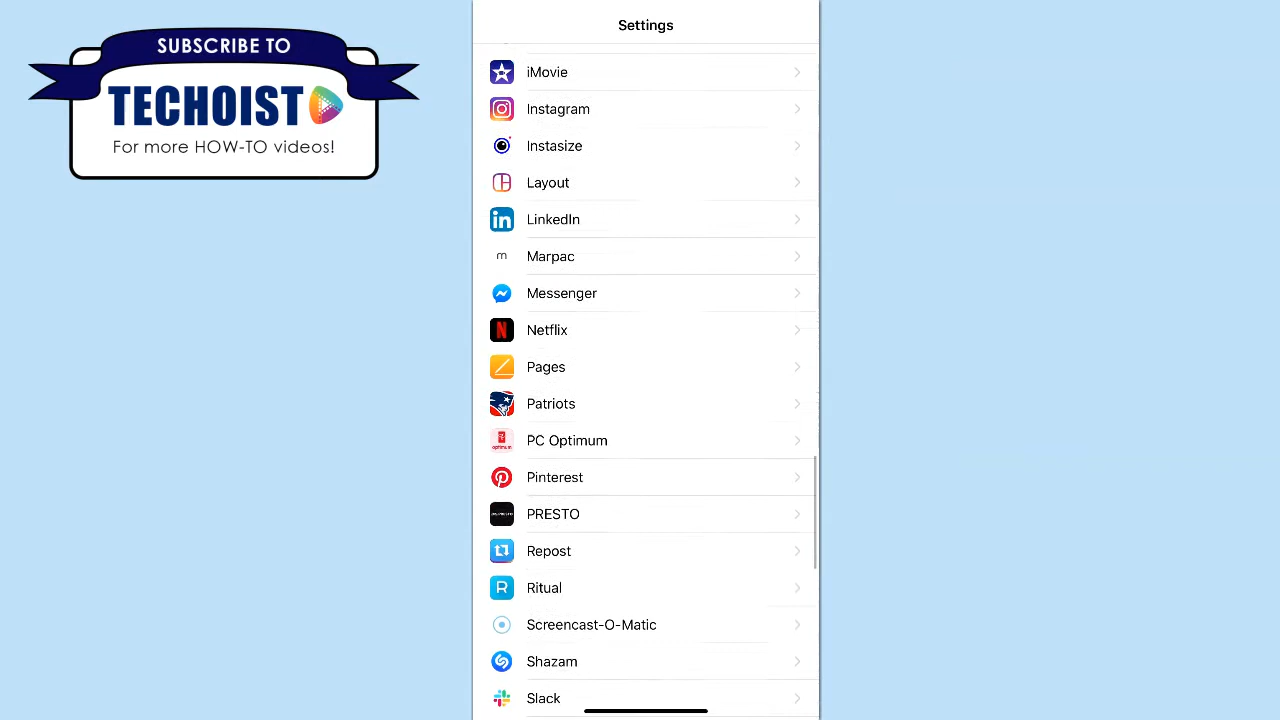 SUBSCRIBE TO
TECHOIST
For more HOW-TO videos!
Settings
iMovie
Instagram
Instasize
Layout
LinkedIn
m
Marpac
Messenger
N
Netflix
Pages
Patriots
optimum
PC Optimum
Pinterest
PRESTO
Repost
R
Ritual
Screencast-O-Matic
Shazam
Slack